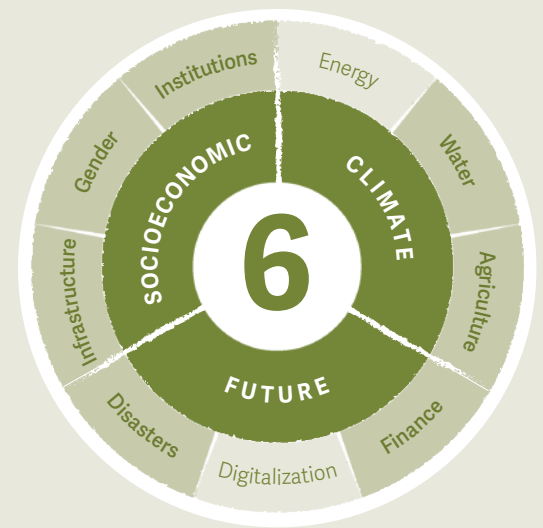 Institutions
Energy
Gender
SOCIOECONOMIC
CLIMATE
Water
6
Infrastructure
Agriculture
FUTURE
Disasters
Digitalization
Finance